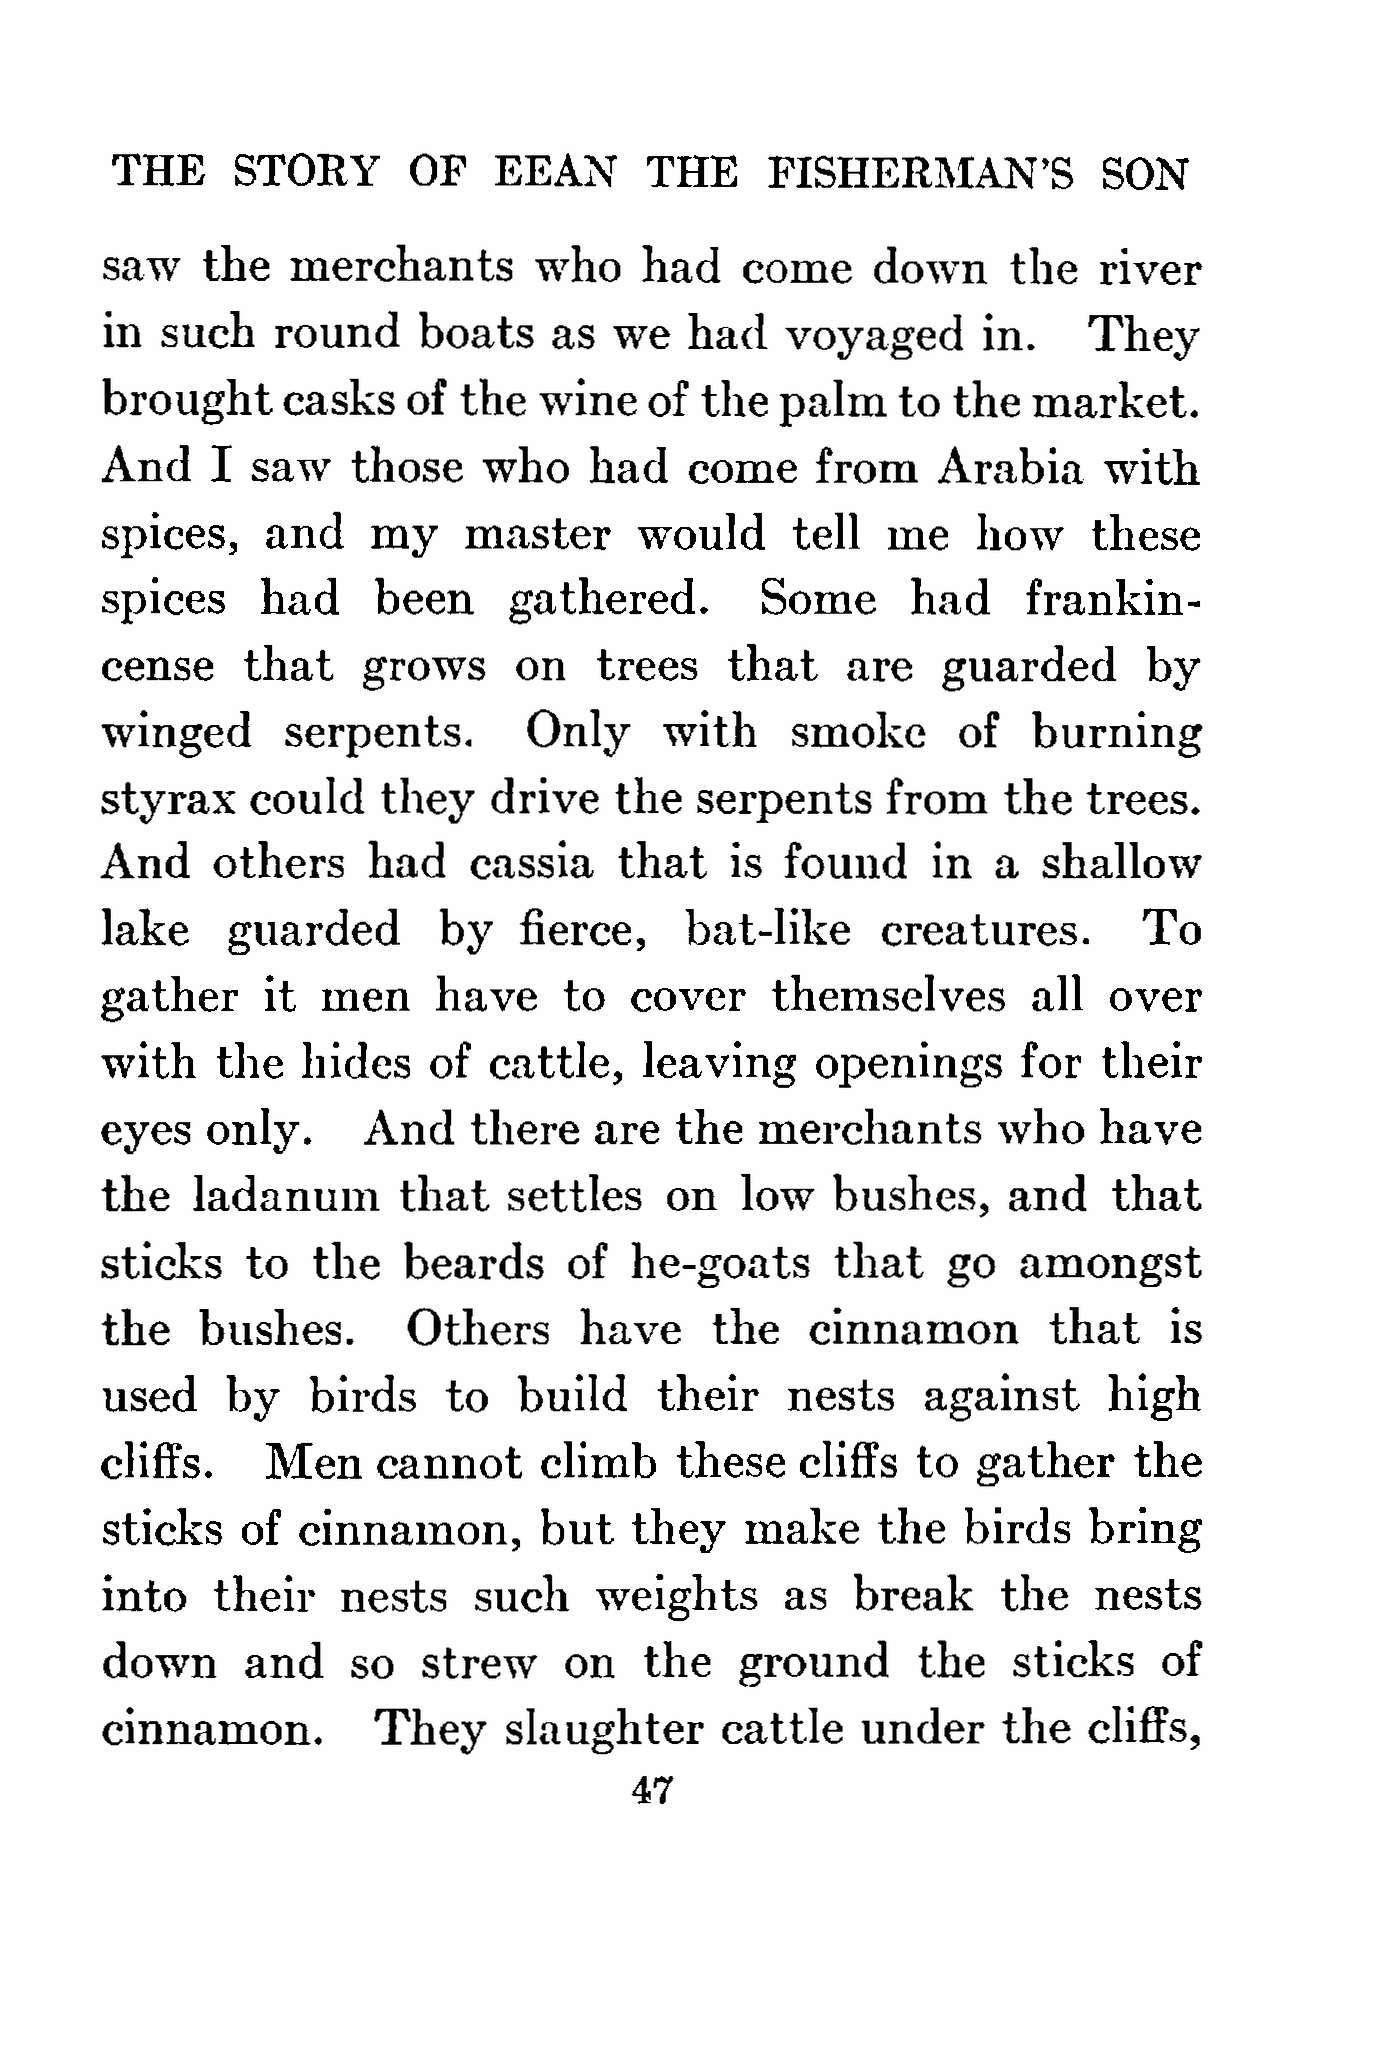 THE STORY OF EEAN THE FISHERMAN'S SON
saw the merchants who had come down the river
in such round boats as we had voyaged in. They
brought casks of the wine of the palm to the market.
And I saw those who had come from Arabia with
spices, and my master would tell me how these
spices had been gathered. Some had frankin-
cense that grows on trees that are guarded by
winged serpents. Only with smoke of burning
styrax could they drive the serpents from the trees.
And others had cassia that is found in a shallow
lake guarded by fierce, bat-like creatures. To
gather it men have to cover themselves all over
with the hides of cattle, leaving openings for their
eyes only. And there are the merchants who have
the ladanum that settles on low bushes, and that
sticks to the beards of he-goats that go amongst
the bushes. Others have the cinnamon that is
used by birds to build their nests against high
cliffs. Men cannot climb these cliffs to gather the
sticks of cinnamon, but they make the birds bring
into their nests such weights as break the nests
down and so strew on the ground the sticks of
cinnamon. They slaughter cattle under the cliffs,
47